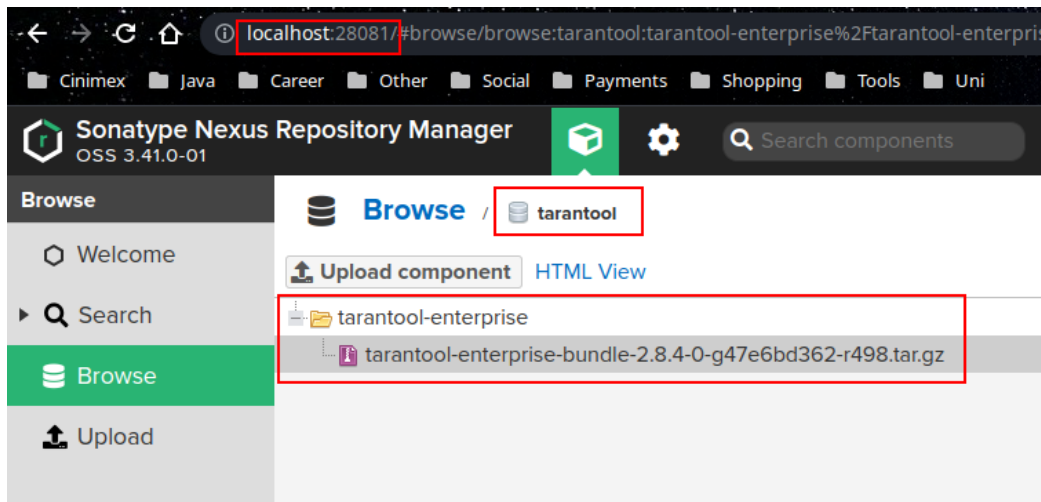 localhost:28081/#browse/browse:tarantool:tarantool-enterprise%2Ftarantool-enterpri
Cinimex Java Career Other Social Payments Shopping Tools Uni
Sonatype Nexus Repository Manager
OSS 3.41.0-01
Search components
Browse
Browse / tarantool
Welcome
Upload component HTML View
Search
tarantool-enterprise
tarantool-enterprise-bundle-2.8.4-0-g47e6bd362-r498.tar.gz
Browse
Upload